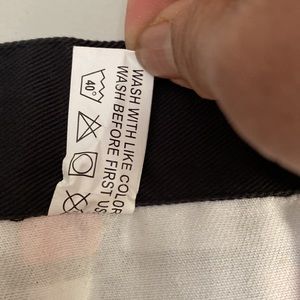 WASH WITH LIKE COLOR
WASH BEFORE FIRST US
40°